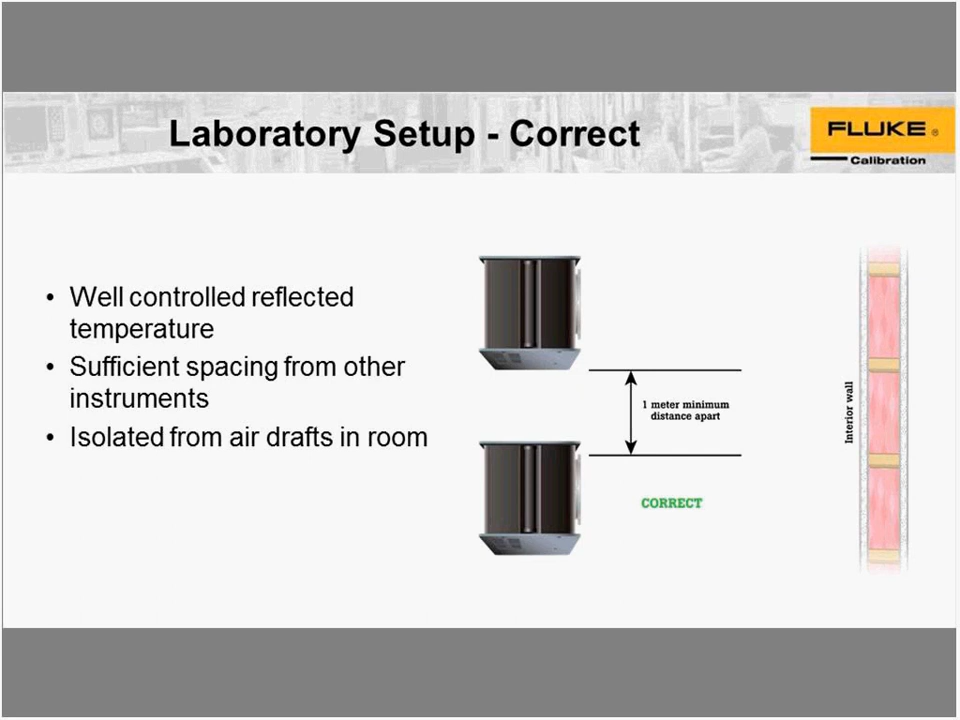 Laboratory Setup - Correct
FLUKE ®
Calibration
• Well controlled reflected
temperature
• Sufficient spacing from other
instruments
• Isolated from air drafts in room
1 meter minimum
distance apart
CORRECT
Interior wall